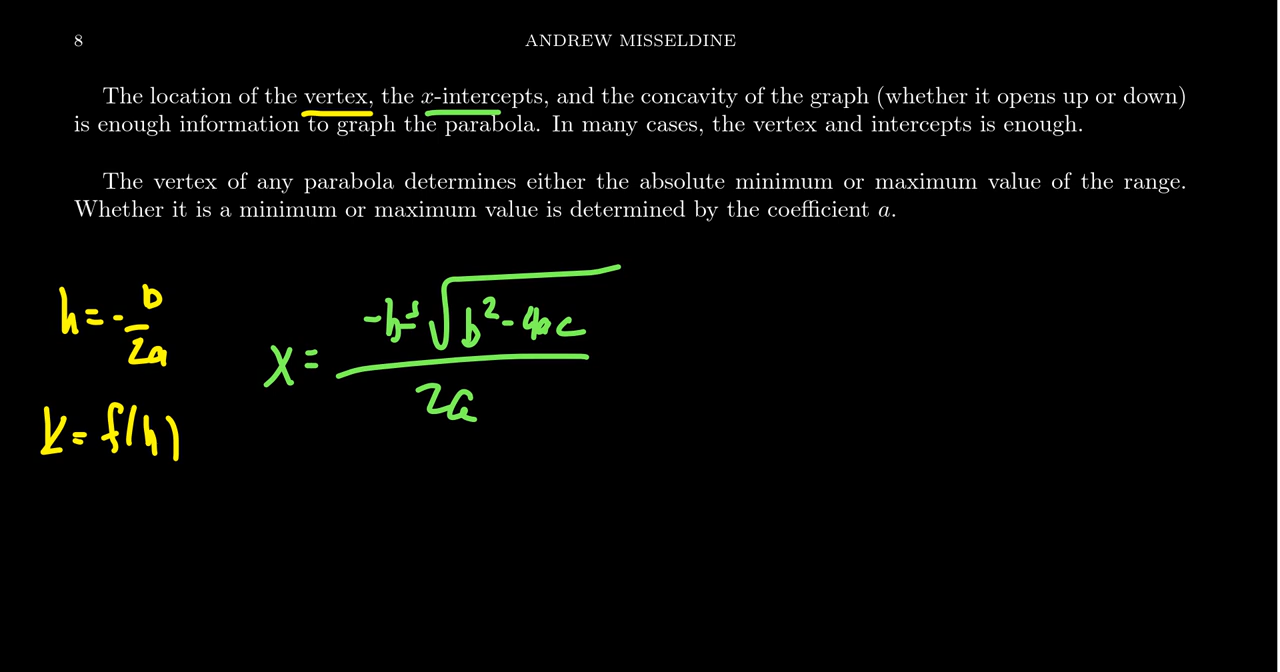 8 ANDREW MISSELDINE
The location of the vertex, the x-intercepts, and the concavity of the graph (whether it opens up or down)
is enough information to graph the parabola. In many cases, the vertex and intercepts is enough.
The vertex of any parabola determines either the absolute minimum or maximum value of the range.
Whether it is a minimum or maximum value is determined by the coefficient a.
h = -b/2a
k = f(h)
x = (-b ± √(b² - 4ac))/2a